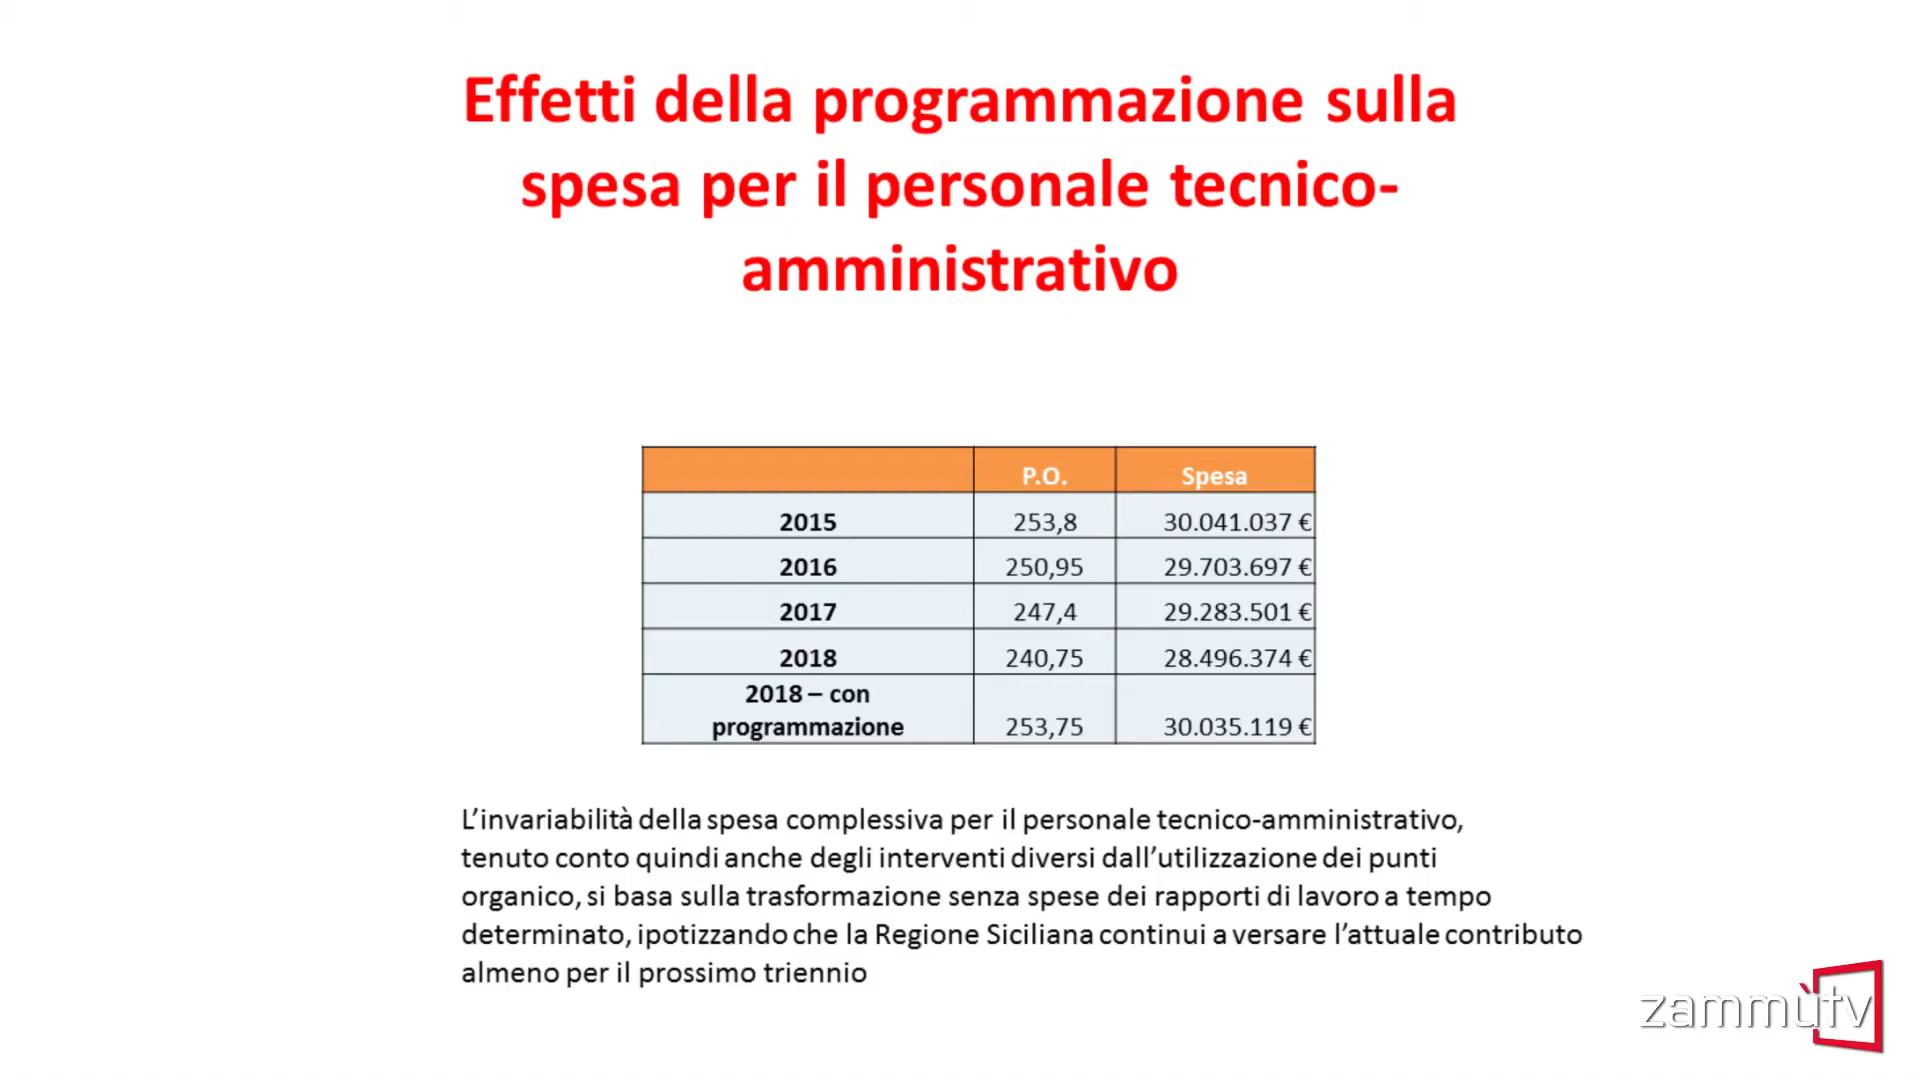 Effetti della programmazione sulla
spesa per il personale tecnico-
amministrativo
P.O. Spesa
2015 253,8 30.041.037 €
2016 250,95 29.703.697 €
2017 247,4 29.283.501 €
2018 240,75 28.496.374 €
2018 – con
programmazione 253,75 30.035.119 €
L’invariabilità della spesa complessiva per il personale tecnico-amministrativo,
tenuto conto quindi anche degli interventi diversi dall’utilizzazione dei punti
organico, si basa sulla trasformazione senza spese dei rapporti di lavoro a tempo
determinato, ipotizzando che la Regione Siciliana continui a versare l’attuale contributo
almeno per il prossimo triennio
zammùtv